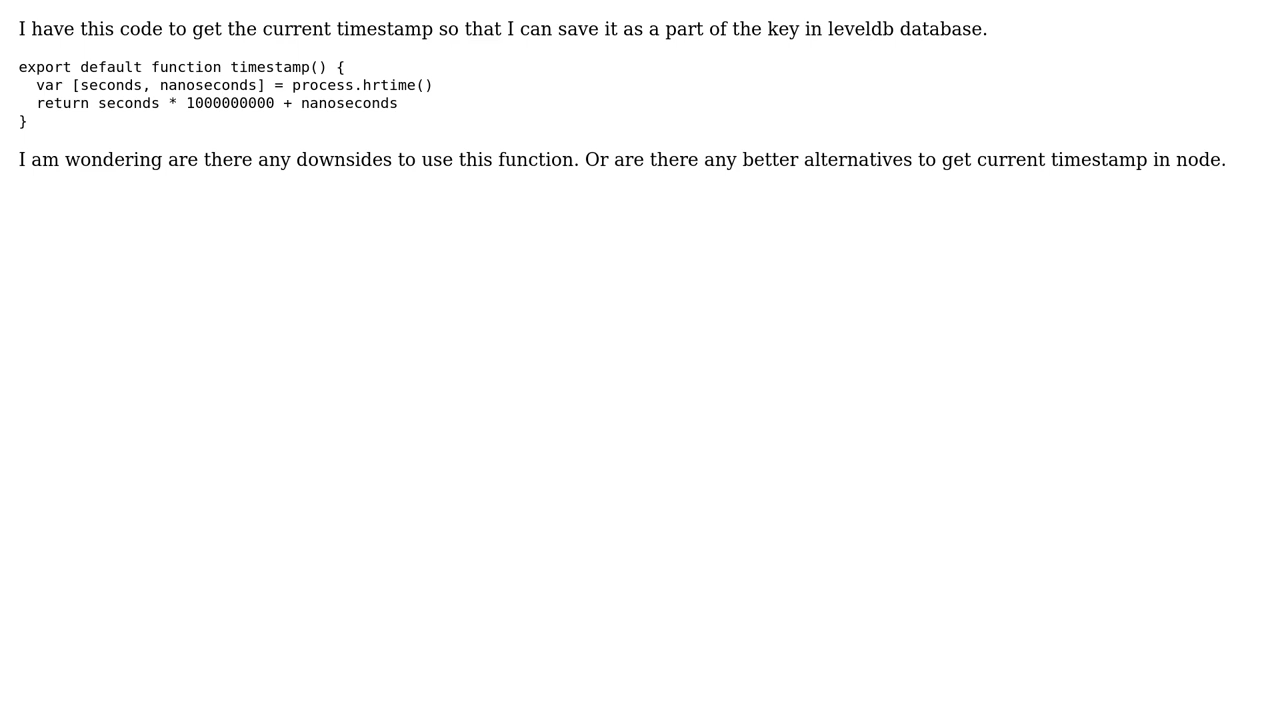 I have this code to get the current timestamp so that I can save it as a part of the key in leveldb database.
export default function timestamp() {
  var [seconds, nanoseconds] = process.hrtime()
  return seconds * 1000000000 + nanoseconds
}
I am wondering are there any downsides to use this function. Or are there any better alternatives to get current timestamp in node.